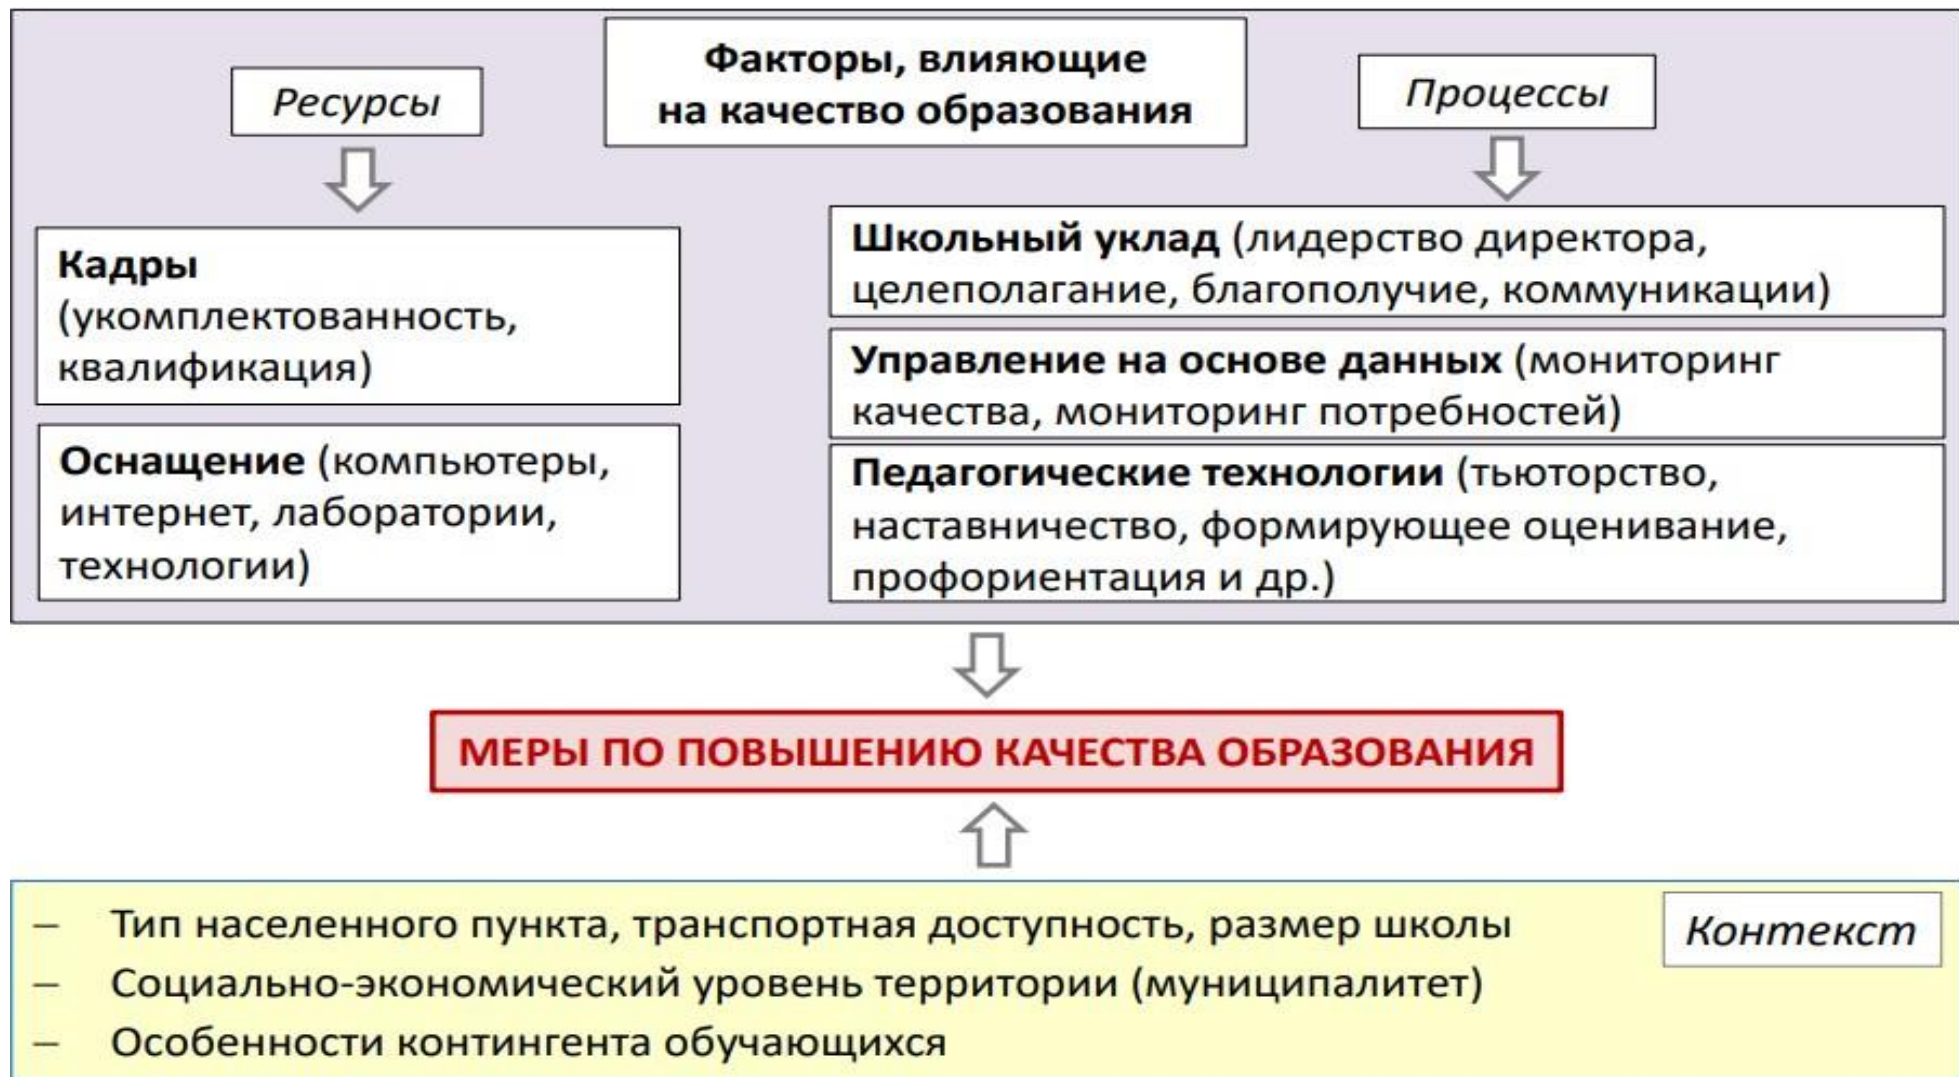 Факторы, влияющие
на качество образования
Ресурсы
Процессы
Кадры
(укомплектованность,
квалификация)
Оснащение (компьютеры,
интернет, лаборатории,
технологии)
Школьный уклад (лидерство директора,
целеполагание, благополучие, коммуникации)
Управление на основе данных (мониторинг
качества, мониторинг потребностей)
Педагогические технологии (тьюторство,
наставничество, формирующее оценивание,
профориентация и др.)
МЕРЫ ПО ПОВЫШЕНИЮ КАЧЕСТВА ОБРАЗОВАНИЯ
Контекст
– Тип населенного пункта, транспортная доступность, размер школы
– Социально-экономический уровень территории (муниципалитет)
– Особенности контингента обучающихся